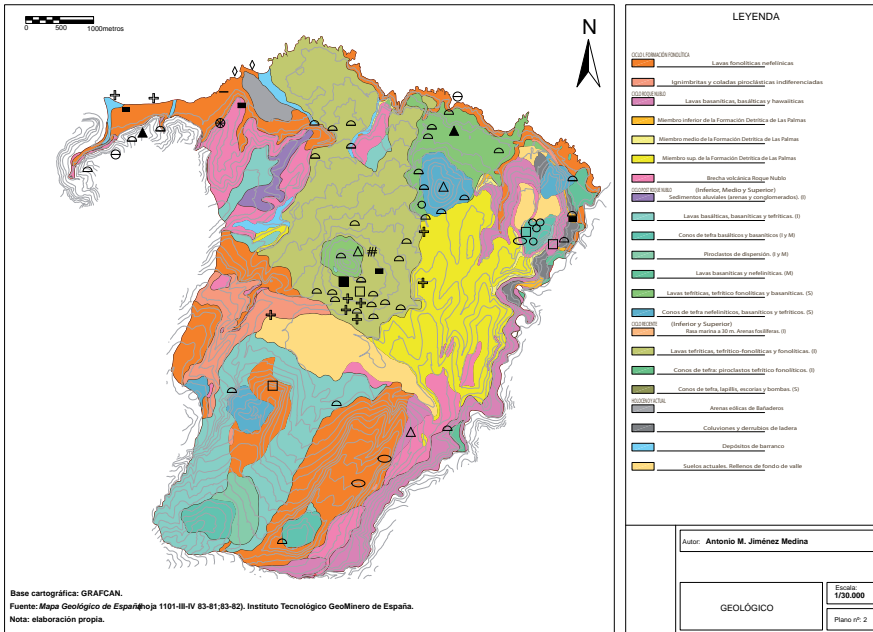 0 500 1000metros
N
#
Base cartográfica: GRAFCAN.
Fuente: Mapa Geológico de España (hoja 1101-III-IV 83-81;83-82). Instituto Tecnológico GeoMinero de España.
Nota: elaboración propia.
LEYENDA
CICLO I. FORMACIÓN FONOLÍTICA
Lavas fonolíticas nefelínicas
Ignimbritas y coladas piroclásticas indiferenciadas
CICLO ROQUE NUBLO
Lavas basaníticas, basálticas y hawaiíticas
Miembro inferior de la Formación Detrítica de Las Palmas
Miembro medio de la Formación Detrítica de Las Palmas
Miembro sup. de la Formación Detrítica de Las Palmas
Brecha volcánica Roque Nublo
CICLO POST ROQUE NUBLO (Inferior, Medio y Superior)
Sedimentos aluviales (arenas y conglomerados). (I)
Lavas basálticas, basaníticas y tefríticas. (I)
Conos de tefra basálticos y basaníticos (I y M)
Piroclastos de dispersión. (I y M)
Lavas basaníticas y nefeliníticas. (M)
Lavas tefríticas, tefrítico fonolíticas y basaníticas. (S)
Conos de tefra nefeliníticos, basaníticos y tefríticos. (S)
CICLO RECIENTE (Inferior y Superior)
Rasa marina a 30 m. Arenas fosilíferas. (I)
Lavas tefríticas, tefrítico-fonolíticas y fonolíticas. (I)
Conos de tefra: piroclastos tefrítico fonolíticos. (I)
Conos de tefra, lapillis, escorias y bombas. (S)
HOLOCENO Y ACTUAL
Arenas eólicas de Bañaderos
Coluviones y derrubios de ladera
Depósitos de barranco
Suelos actuales. Rellenos de fondo de valle
Autor: Antonio M. Jiménez Medina
GEOLÓGICO
Escala:
1/30.000
Plano nº: 2